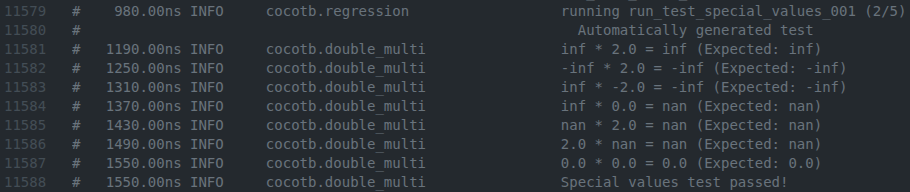 11579 # 980.00ns INFO cocotb.regression running run_test_special_values_001 (2/5)
11580 # Automatically generated test
11581 # 1190.00ns INFO cocotb.double_multi inf * 2.0 = inf (Expected: inf)
11582 # 1250.00ns INFO cocotb.double_multi -inf * 2.0 = -inf (Expected: -inf)
11583 # 1310.00ns INFO cocotb.double_multi inf * -2.0 = -inf (Expected: -inf)
11584 # 1370.00ns INFO cocotb.double_multi inf * 0.0 = nan (Expected: nan)
11585 # 1430.00ns INFO cocotb.double_multi nan * 2.0 = nan (Expected: nan)
11586 # 1490.00ns INFO cocotb.double_multi 2.0 * nan = nan (Expected: nan)
11587 # 1550.00ns INFO cocotb.double_multi 0.0 * 0.0 = 0.0 (Expected: 0.0)
11588 # 1550.00ns INFO cocotb.double_multi Special values test passed!